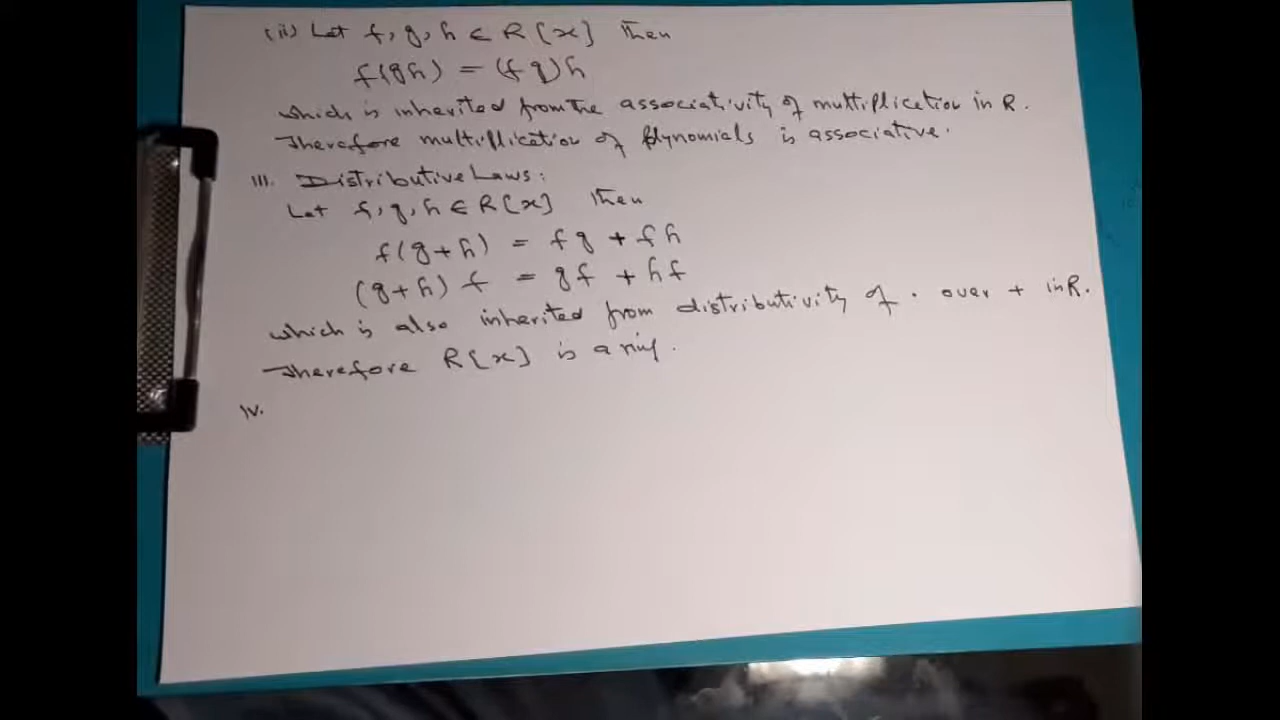 (ii) Let f, g, h ∈ R[x] then
f(gh) = (fg)h
which is inherited from the associativity of multiplication in R.
Therefore multiplication of polynomials is associative.
III. Distributive Laws:
Let f, g, h ∈ R[x] then
f(g+h) = fg + fh
(g+h) f = gf + hf
which is also inherited from distributivity of . over + in R.
Therefore R[x] is a ring.
IV.